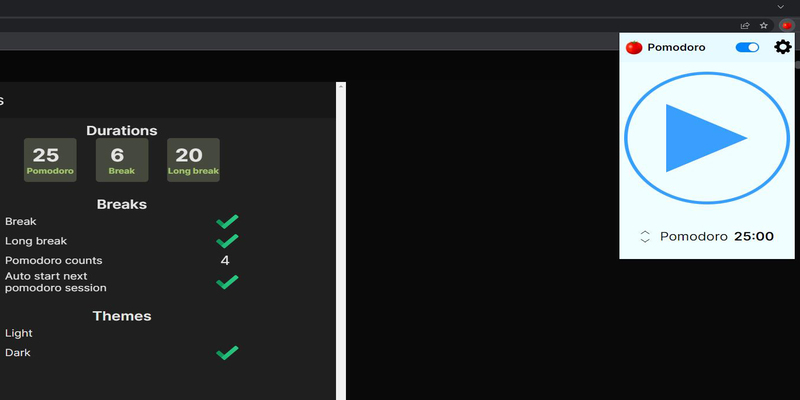 Pomodoro
s
Durations
25 6 20
Pomodoro Break Long break
Breaks
Break
Long break
Pomodoro counts 4
Auto start next
pomodoro session
Themes
Light
Dark
Pomodoro 25:00